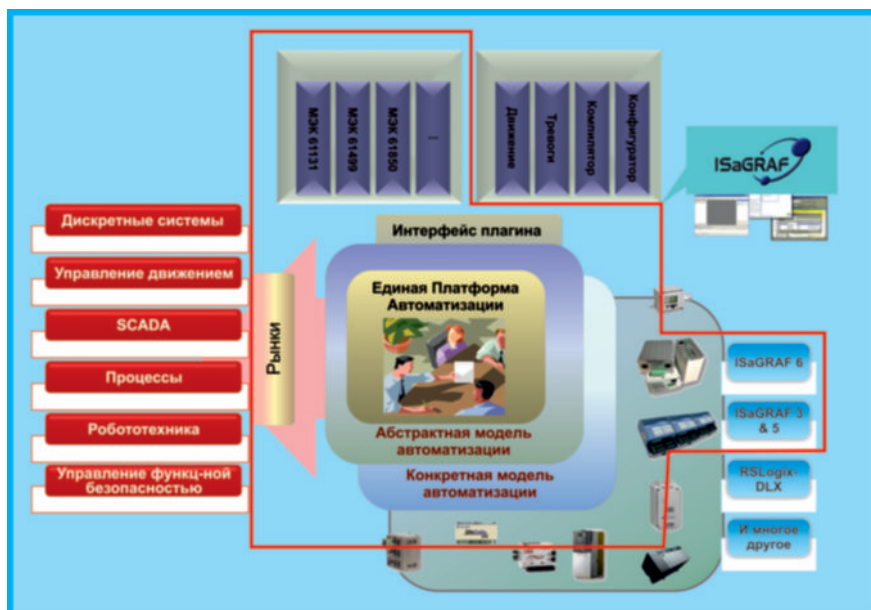 МЭК 61131
МЭК 61499
МЭК 61850
...
Движение
Тревоги
Компилятор
Конфигуратор
ISaGRAF
Интерфейс плагина
Единая Платформа
Автоматизации
Абстрактная модель
автоматизации
Конкретная модель
автоматизации
Рынки
Дискретные системы
Управление движением
SCADA
Процессы
Робототехника
Управление функц-ной
безопасностью
ISaGRAF 6
ISaGRAF 3
& 5
RSLogix-
DLX
И многое
другое